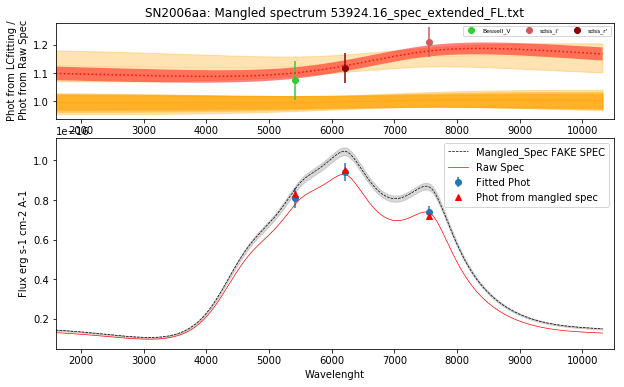 SN2006aa: Mangled spectrum 53924.16_spec_extended_FL.txt
Phot from LCfitting /
Phot from Raw Spec
1.2
1.1
1.0
Bessell_V
sdss_i'
sdss_r'
2000 3000 4000 5000 6000 7000 8000 9000 10000
Flux erg s-1 cm-2 A-1
1.0
0.8
0.6
0.4
0.2
Mangled_Spec FAKE SPEC
Raw Spec
Fitted Phot
Phot from mangled spec
2000 3000 4000 5000 6000 7000 8000 9000 10000
Wavelenght